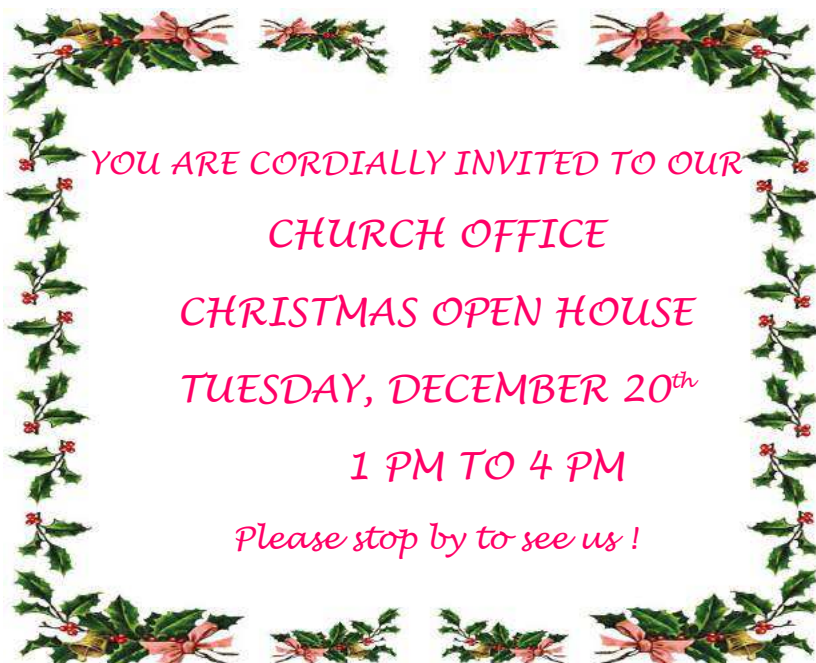 YOU ARE CORDIALLY INVITED TO OUR
CHURCH OFFICE
CHRISTMAS OPEN HOUSE
TUESDAY, DECEMBER 20th
1 PM TO 4 PM
Please stop by to see us !